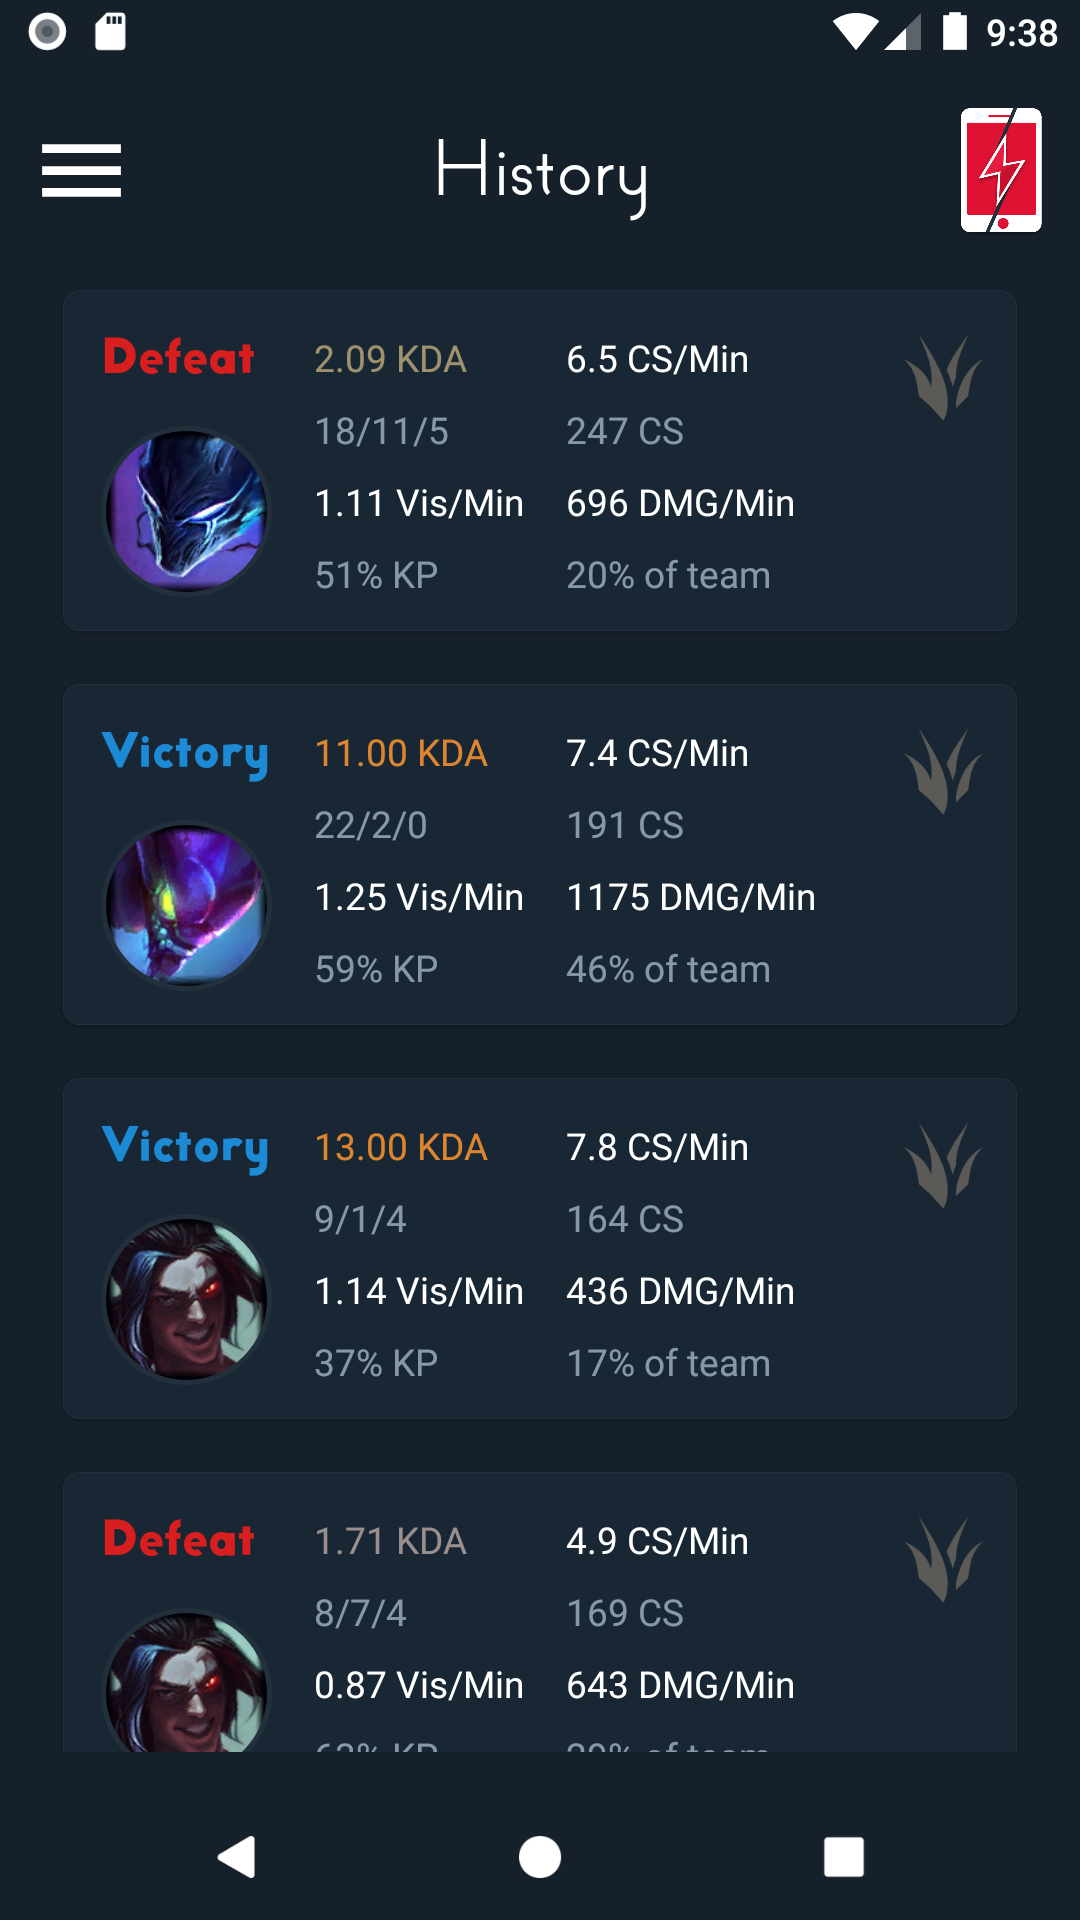 9:38
History
Defeat 2.09 KDA 6.5 CS/Min
18/11/5 247 CS
1.11 Vis/Min 696 DMG/Min
51% KP 20% of team
Victory 11.00 KDA 7.4 CS/Min
22/2/0 191 CS
1.25 Vis/Min 1175 DMG/Min
59% KP 46% of team
Victory 13.00 KDA 7.8 CS/Min
9/1/4 164 CS
1.14 Vis/Min 436 DMG/Min
37% KP 17% of team
Defeat 1.71 KDA 4.9 CS/Min
8/7/4 169 CS
0.87 Vis/Min 643 DMG/Min
KP of team